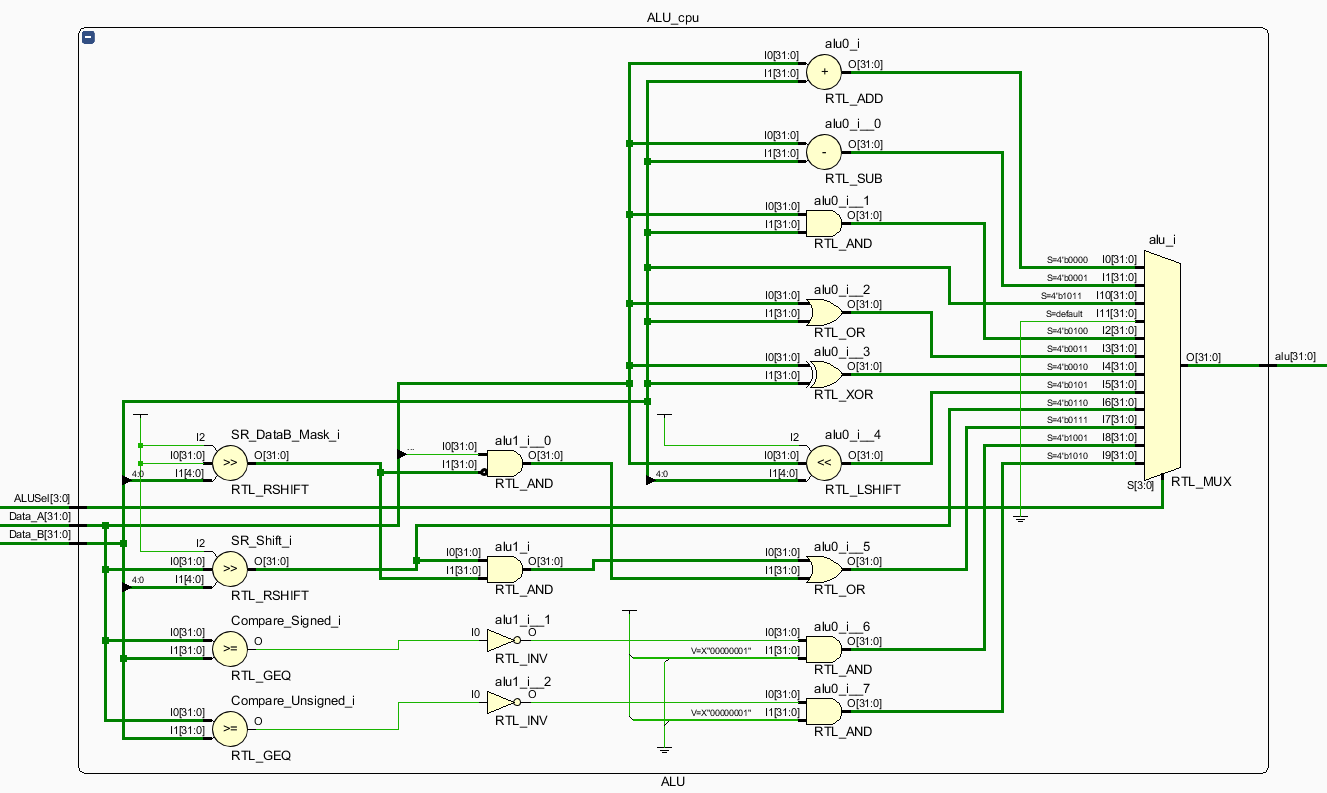 ALU_cpu
alu0_i
I0[31:0]
I1[31:0]
+
O[31:0]
RTL_ADD
alu0_i__0
I0[31:0]
I1[31:0]
-
O[31:0]
RTL_SUB
alu0_i__1
I0[31:0]
I1[31:0]
O[31:0]
RTL_AND
alu0_i__2
I0[31:0]
I1[31:0]
O[31:0]
RTL_OR
alu0_i__3
I0[31:0]
I1[31:0]
O[31:0]
RTL_XOR
alu0_i__4
I2
I0[31:0]
4:0
I1[4:0]
<<
O[31:0]
RTL_LSHIFT
alu_i
S=4'b0000 I0[31:0]
S=4'b0001 I1[31:0]
S=4'b1011 I10[31:0]
S=default I11[31:0]
S=4'b0100 I2[31:0]
S=4'b0011 I3[31:0]
S=4'b0010 I4[31:0]
S=4'b0101 I5[31:0]
S=4'b0110 I6[31:0]
S=4'b0111 I7[31:0]
S=4'b1001 I8[31:0]
S=4'b1010 I9[31:0]
S[3:0]
RTL_MUX
O[31:0]
alu[31:0]
SR_DataB_Mask_i
I2
I0[31:0]
4:0
I1[4:0]
>>
O[31:0]
RTL_RSHIFT
alu1_i__0
...
I0[31:0]
I1[31:0]
O[31:0]
RTL_AND
ALUSel[3:0]
Data_A[31:0]
Data_B[31:0]
SR_Shift_i
I2
I0[31:0]
4:0
I1[4:0]
>>
O[31:0]
RTL_RSHIFT
alu1_i
I0[31:0]
I1[31:0]
O[31:0]
RTL_AND
alu0_i__5
I0[31:0]
I1[31:0]
O[31:0]
RTL_OR
Compare_Signed_i
I0[31:0]
I1[31:0]
>=
O
RTL_GEQ
alu1_i__1
I0
O
RTL_INV
alu0_i__6
I0[31:0]
V=X"00000001" I1[31:0]
O[31:0]
RTL_AND
Compare_Unsigned_i
I0[31:0]
I1[31:0]
>=
O
RTL_GEQ
alu1_i__2
I0
O
RTL_INV
alu0_i__7
I0[31:0]
V=X"00000001" I1[31:0]
O[31:0]
RTL_AND
ALU